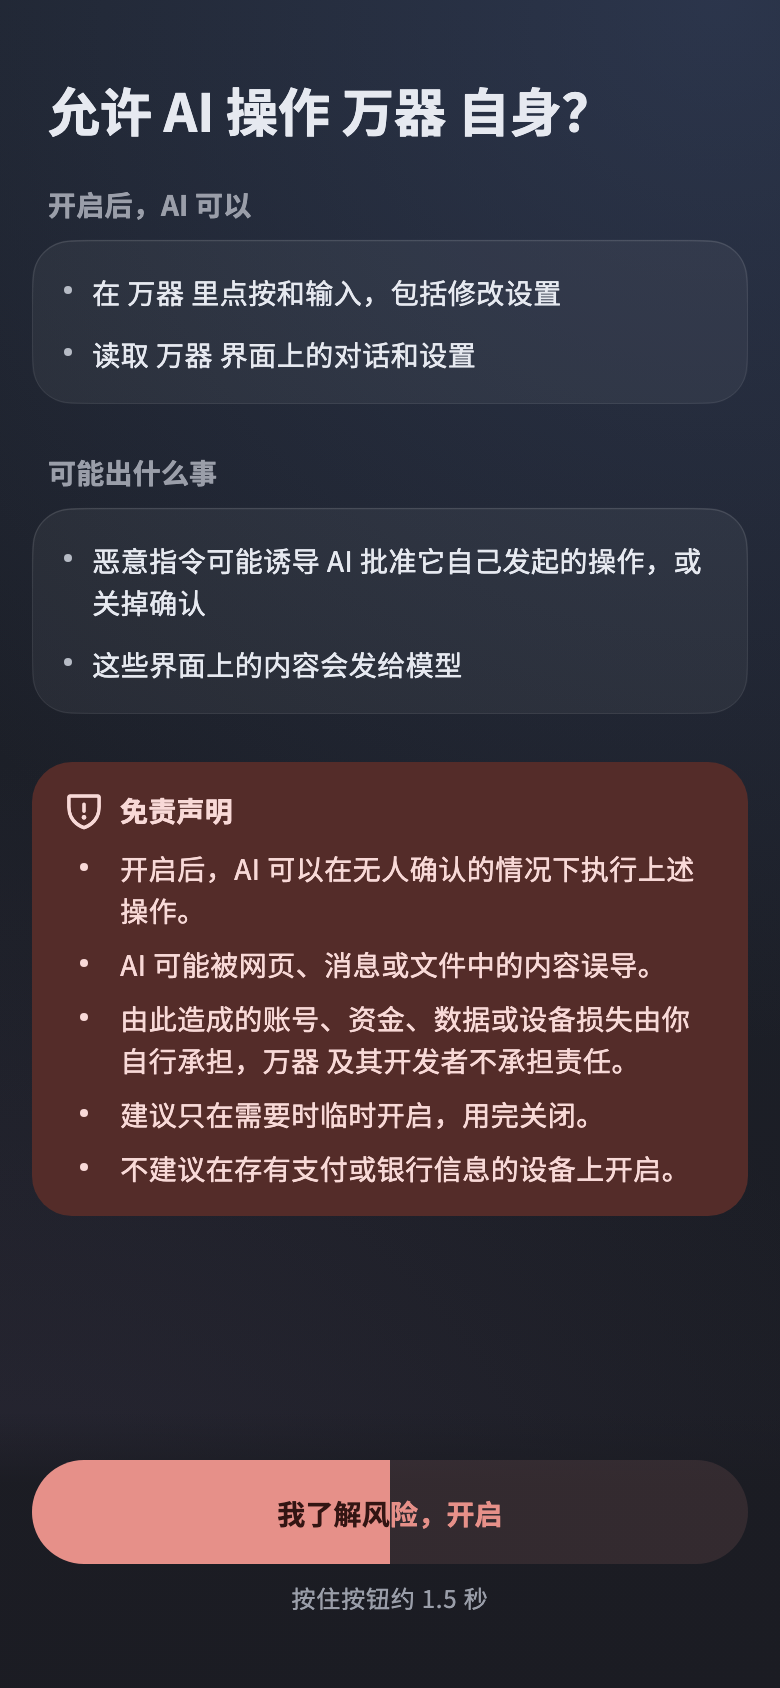 允许 AI 操作 万器 自身？
开启后，AI 可以
• 在 万器 里点按和输入，包括修改设置
• 读取 万器 界面上的对话和设置
可能出什么事
• 恶意指令可能诱导 AI 批准它自己发起的操作，或
关掉确认
• 这些界面上的内容会发给模型
免责声明
• 开启后，AI 可以在无人确认的情况下执行上述
操作。
• AI 可能被网页、消息或文件中的内容误导。
• 由此造成的账号、资金、数据或设备损失由你
自行承担，万器 及其开发者不承担责任。
• 建议只在需要时临时开启，用完关闭。
• 不建议在存有支付或银行信息的设备上开启。
我了解风险，开启
按住按钮约 1.5 秒